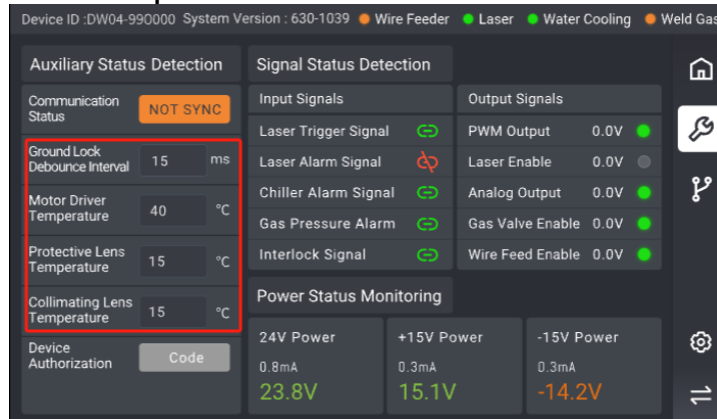 Device ID :DW04-990000 System Version : 630-1039 Wire Feeder Laser Water Cooling Weld Gas
Auxiliary Status Detection
Communication
Status
NOT SYNC
Ground Lock
Debounce Interval
15 ms
Motor Driver
Temperature
40 °C
Protective Lens
Temperature
15 °C
Collimating Lens
Temperature
15 °C
Device
Authorization
Code
Signal Status Detection
Input Signals
Laser Trigger Signal
Laser Alarm Signal
Chiller Alarm Signal
Gas Pressure Alarm
Interlock Signal
Output Signals
PWM Output 0.0V
Laser Enable 0.0V
Analog Output 0.0V
Gas Valve Enable 0.0V
Wire Feed Enable 0.0V
Power Status Monitoring
24V Power
0.8mA
23.8V
+15V Power
0.3mA
15.1V
-15V Power
0.3mA
-14.2V